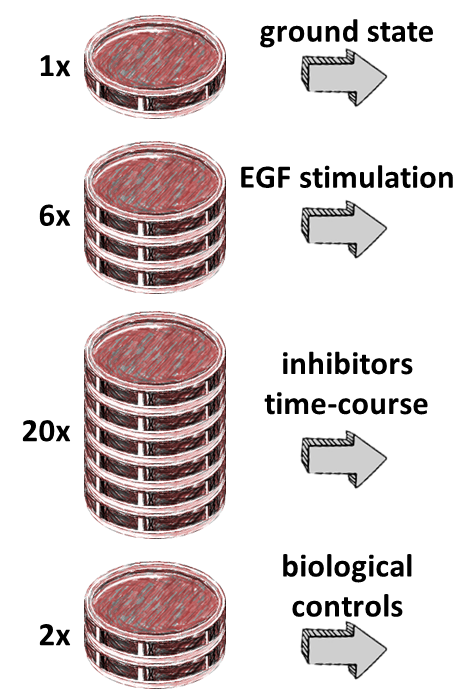 ground state
1x
EGF stimulation
6x
inhibitors
time-course
20x
biological
controls
2x